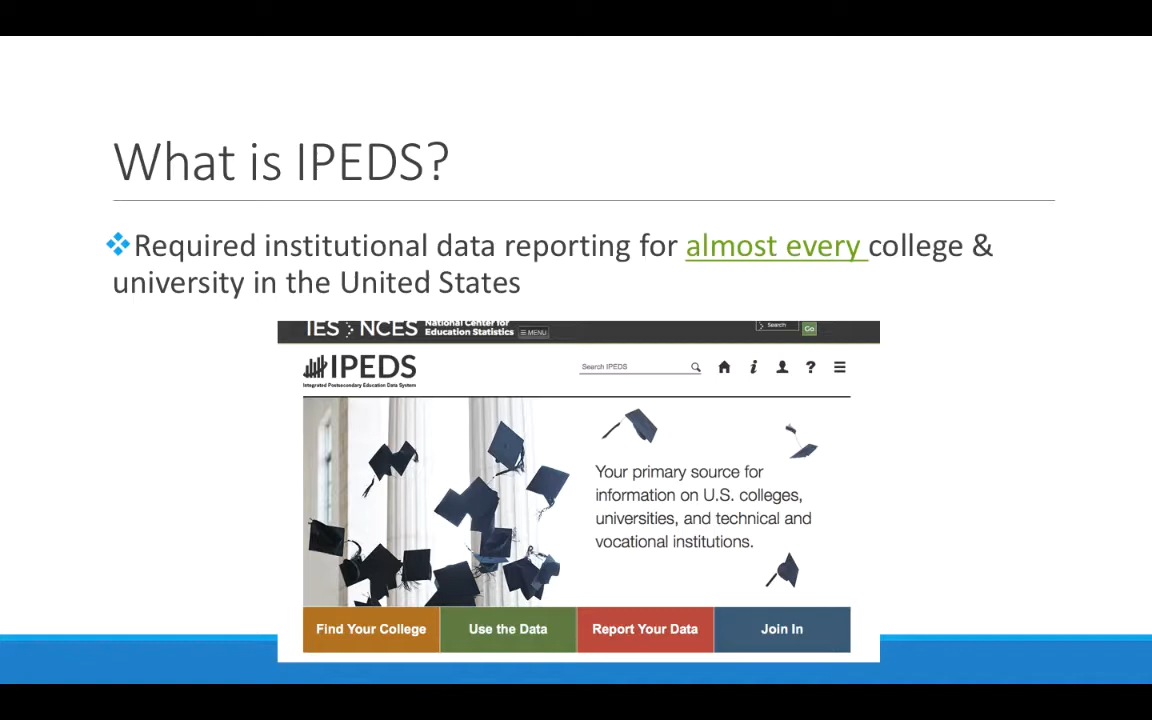 What is IPEDS?
Required institutional data reporting for almost every college &
university in the United States
IES NCES National Center for
Education Statistics
☰ MENU
Search
Go
IPEDS
Integrated Postsecondary Education Data System
Search IPEDS
Your primary source for
information on U.S. colleges,
universities, and technical and
vocational institutions.
Find Your College
Use the Data
Report Your Data
Join In